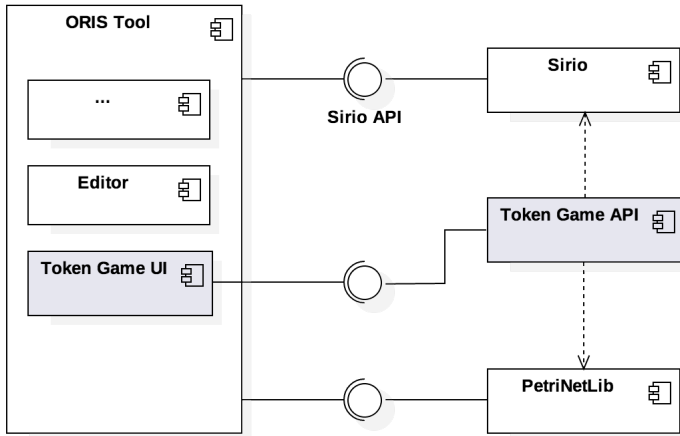 ORIS Tool
...
Editor
Token Game UI
Sirio API
Sirio
Token Game API
PetriNetLib